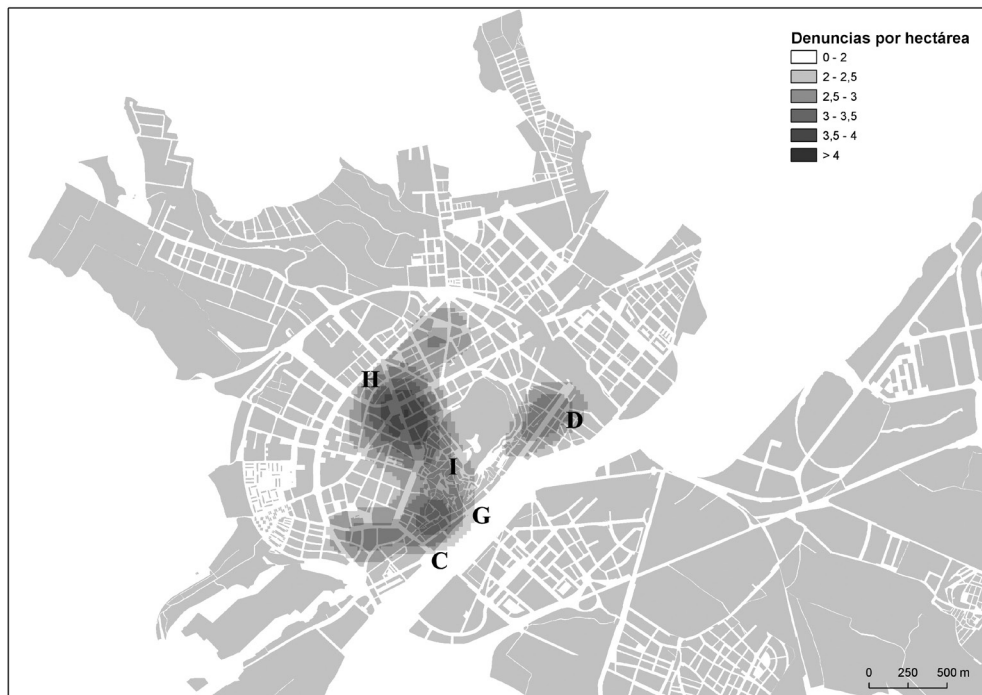 Denuncias por hectárea
0 - 2
2 - 2,5
2,5 - 3
3 - 3,5
3,5 - 4
> 4
H
D
I
G
C
0 250 500 m